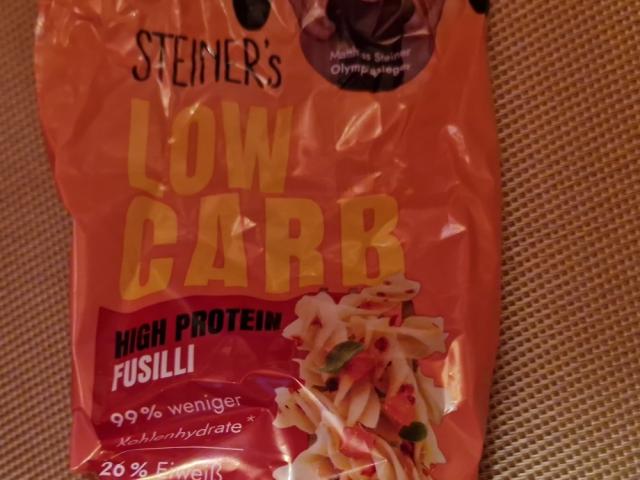 STEINER's
Matthias Steiner
Olympiasieger
LOW
CARB
HIGH PROTEIN
FUSILLI
99% weniger
Kohlenhydrate*
26% Eiweiß